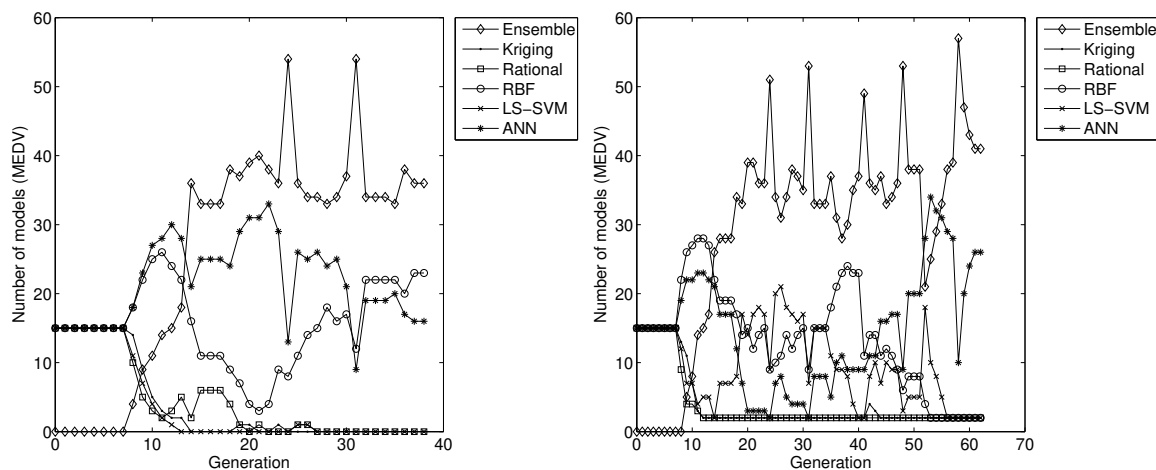 60
50
40
30
20
10
0
Number of models (MEDV)
0 10 20 30 40
Generation
Ensemble
Kriging
Rational
RBF
LS−SVM
ANN
60
50
40
30
20
10
0
Number of models (MEDV)
0 10 20 30 40 50 60 70
Generation
Ensemble
Kriging
Rational
RBF
LS−SVM
ANN